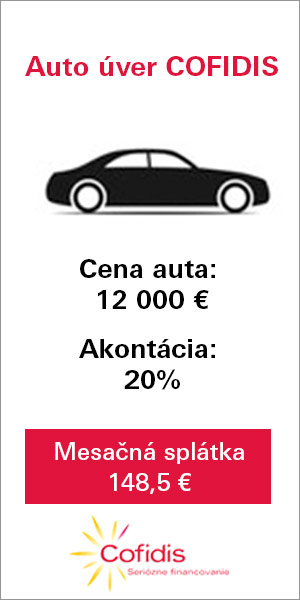 Auto úver COFIDIS
Cena auta:
12 000 €
Akontácia:
20%
Mesačná splátka
148,5 €
Cofidis
Seriózne financovanie